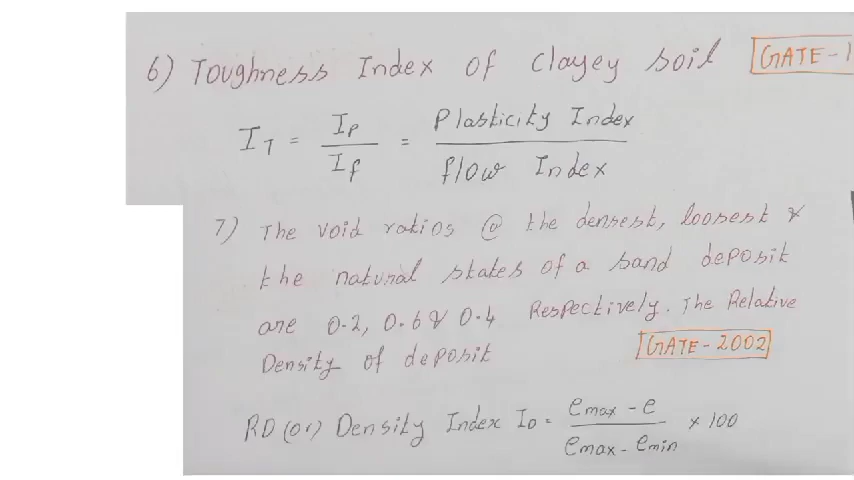 6) Toughness Index of clayey soil GATE-1
I_T = I_P / I_f = Plasticity Index / flow Index
7) The void ratios @ the densest, loosest &
the natural states of a sand deposit
are 0.2, 0.6 & 0.4 Respectively. The Relative
Density of deposit GATE-2002
RD (or) Density Index I_D = e_max - e / e_max - e_min × 100